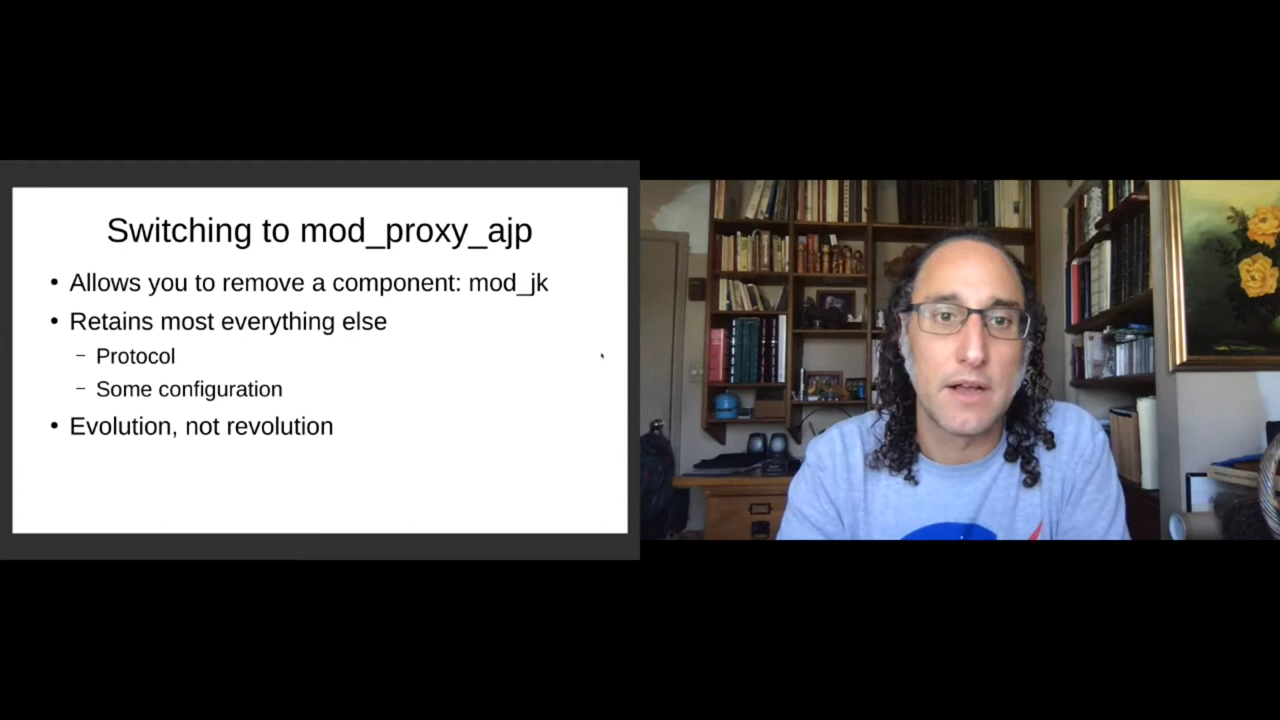 Switching to mod_proxy_ajp
• Allows you to remove a component: mod_jk
• Retains most everything else
– Protocol
– Some configuration
• Evolution, not revolution